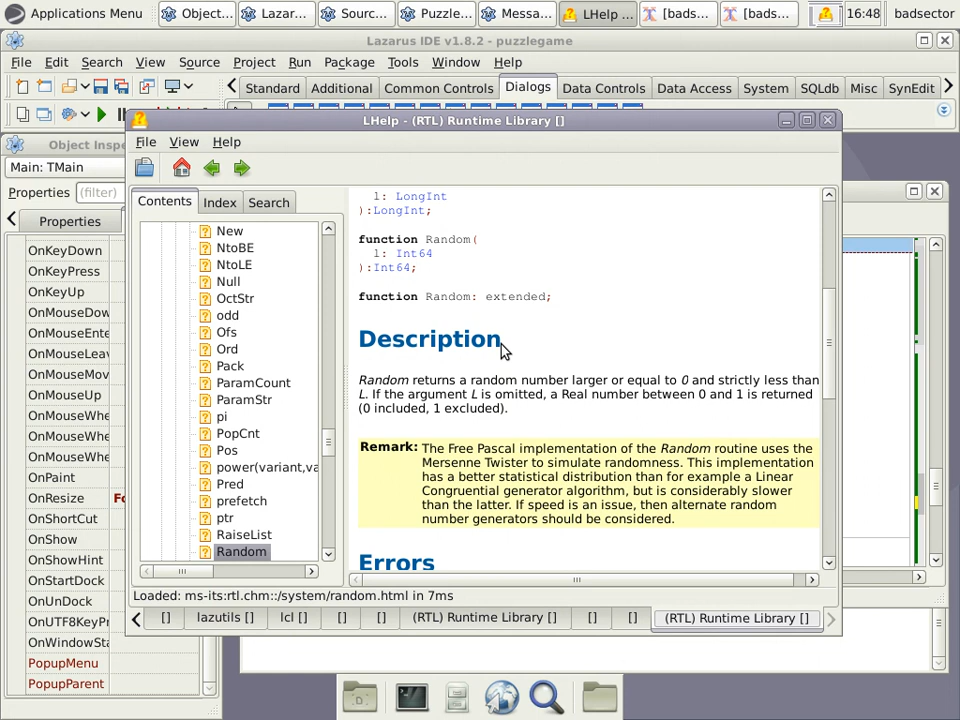 Applications Menu
Object...
Lazar...
Sourc...
Puzzle...
Messa...
LHelp ...
[bads...
[bads...
16:48
badsector
Lazarus IDE v1.8.2 - puzzlegame
File Edit Search View Source Project Run Package Tools Window Help
Standard Additional Common Controls Dialogs Data Controls Data Access System SQLdb Misc SynEdit
Object Inspe
Main: TMain
Properties (filter)
Properties
OnKeyDown
OnKeyPress
OnKeyUp
OnMouseDow
OnMouseEnte
OnMouseLeav
OnMouseMov
OnMouseUp
OnMouseWhe
OnMouseWhe
OnMouseWhe
OnPaint
OnResize Fo
OnShortCut
OnShow
OnShowHint
OnStartDock
OnUnDock
OnUTF8KeyPr
OnWindowSta
PopupMenu
PopupParent
LHelp - (RTL) Runtime Library []
File View Help
Contents Index Search
New
NtoBE
NtoLE
Null
OctStr
odd
Ofs
Ord
Pack
ParamCount
ParamStr
pi
PopCnt
Pos
power(variant,va
Pred
prefetch
ptr
RaiseList
Random
l: LongInt
):LongInt;
function Random(
l: Int64
):Int64;
function Random: extended;
Description
Random returns a random number larger or equal to 0 and strictly less than
L. If the argument L is omitted, a Real number between 0 and 1 is returned
(0 included, 1 excluded).
Remark: The Free Pascal implementation of the Random routine uses the
Mersenne Twister to simulate randomness. This implementation
has a better statistical distribution than for example a Linear
Congruential generator algorithm, but is considerably slower
than the latter. If speed is an issue, then alternate random
number generators should be considered.
Errors
Loaded: ms-its:rtl.chm::/system/random.html in 7ms
[] lazutils [] lcl [] [] [] (RTL) Runtime Library [] [] [] (RTL) Runtime Library []